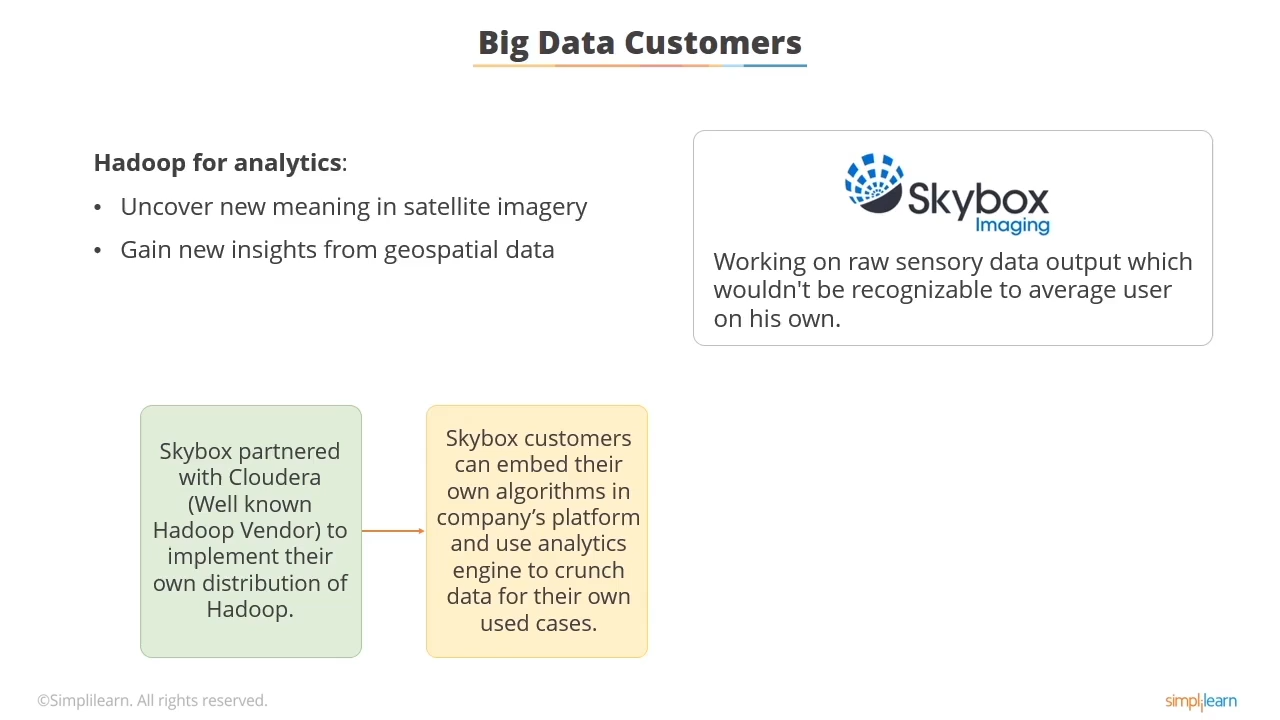 Big Data Customers
Hadoop for analytics:
• Uncover new meaning in satellite imagery
• Gain new insights from geospatial data
Skybox
Imaging
Working on raw sensory data output which
wouldn't be recognizable to average user
on his own.
Skybox partnered
with Cloudera
(Well known
Hadoop Vendor) to
implement their
own distribution of
Hadoop.
Skybox customers
can embed their
own algorithms in
company’s platform
and use analytics
engine to crunch
data for their own
used cases.
©Simplilearn. All rights reserved.
simplilearn